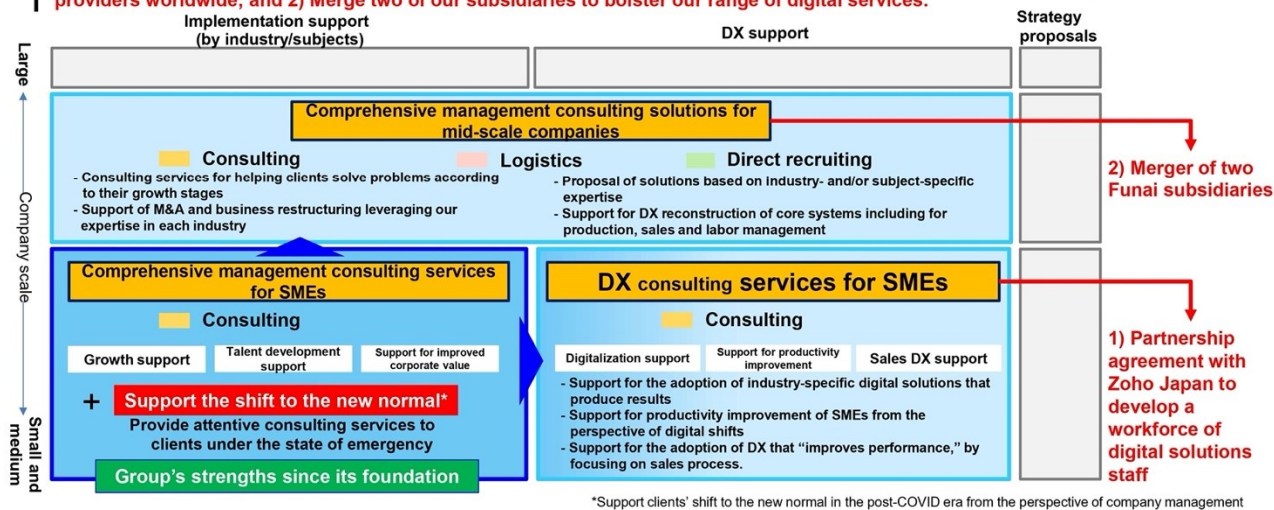 providers worldwide, and 2) Merge two of our subsidiaries to bolster our range of digital services.
Implementation support
(by industry/subjects)
DX support
Strategy
proposals
Large
Company scale
Small and
medium
Comprehensive management consulting solutions for
mid-scale companies
Consulting
Logistics
Direct recruiting
- Consulting services for helping clients solve problems according
to their growth stages
- Support of M&A and business restructuring leveraging our
expertise in each industry
- Proposal of solutions based on industry- and/or subject-specific
expertise
- Support for DX reconstruction of core systems including for
production, sales and labor management
2) Merger of two
Funai subsidiaries
Comprehensive management consulting services
for SMEs
Consulting
Growth support
Talent development
support
Support for improved
corporate value
+ Support the shift to the new normal*
Provide attentive consulting services to
clients under the state of emergency
Group's strengths since its foundation
DX consulting services for SMEs
Consulting
Digitalization support
Support for productivity
improvement
Sales DX support
- Support for the adoption of industry-specific digital solutions that
produce results
- Support for productivity improvement of SMEs from the
perspective of digital shifts
- Support for the adoption of DX that “improves performance,” by
focusing on sales process.
1) Partnership
agreement with
Zoho Japan to
develop a
workforce of
digital solutions
staff
*Support clients' shift to the new normal in the post-COVID era from the perspective of company management